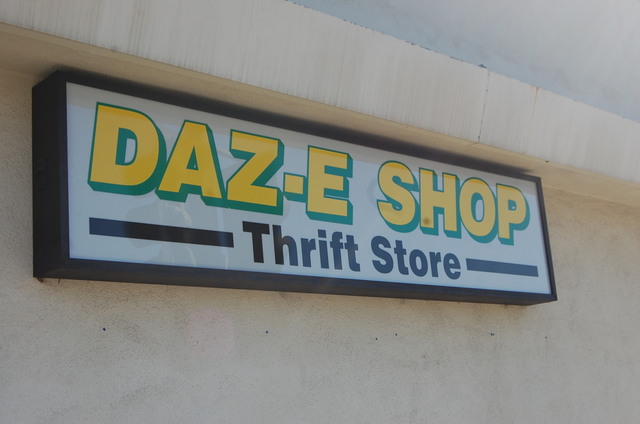 DAZ-E SHOP
Thrift Store